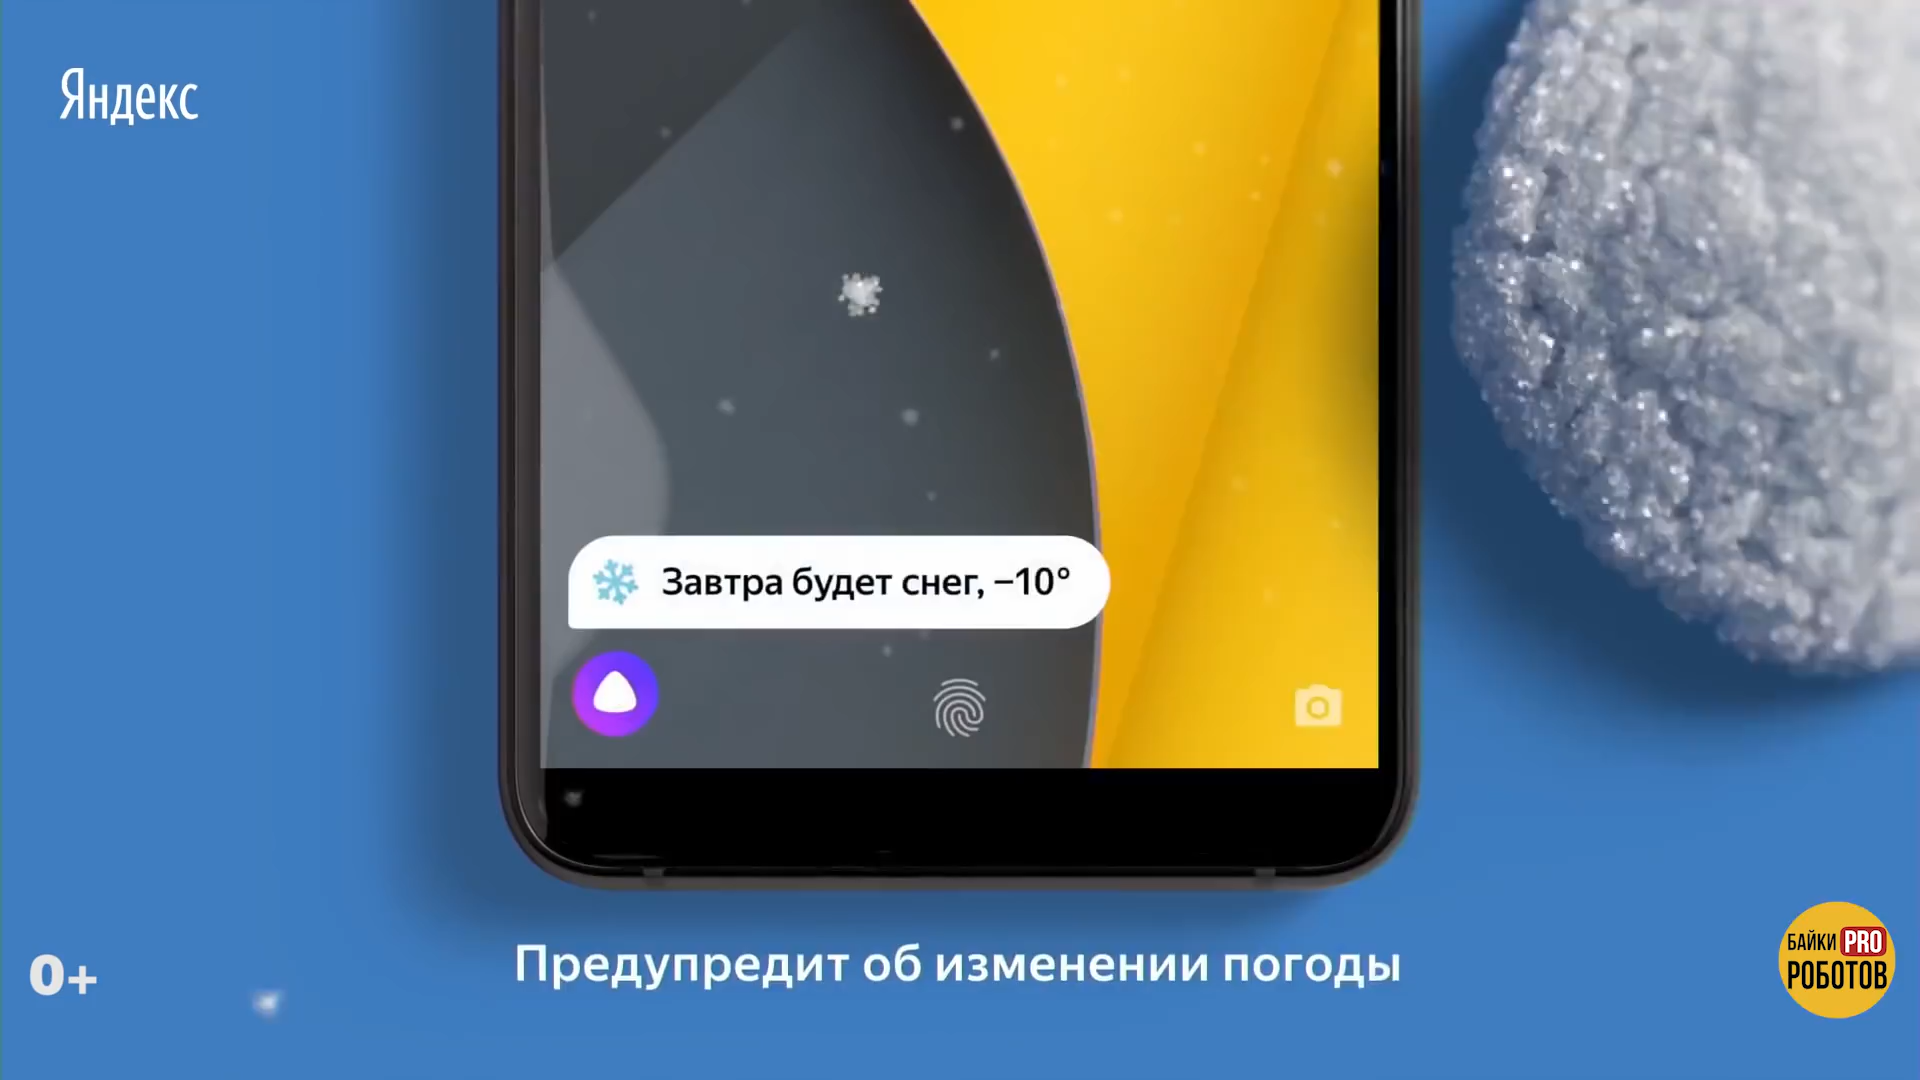 Яндекс
Завтра будет снег, −10°
Предупредит об изменении погоды
0+
БАЙКИ PRO
РОБОТОВ